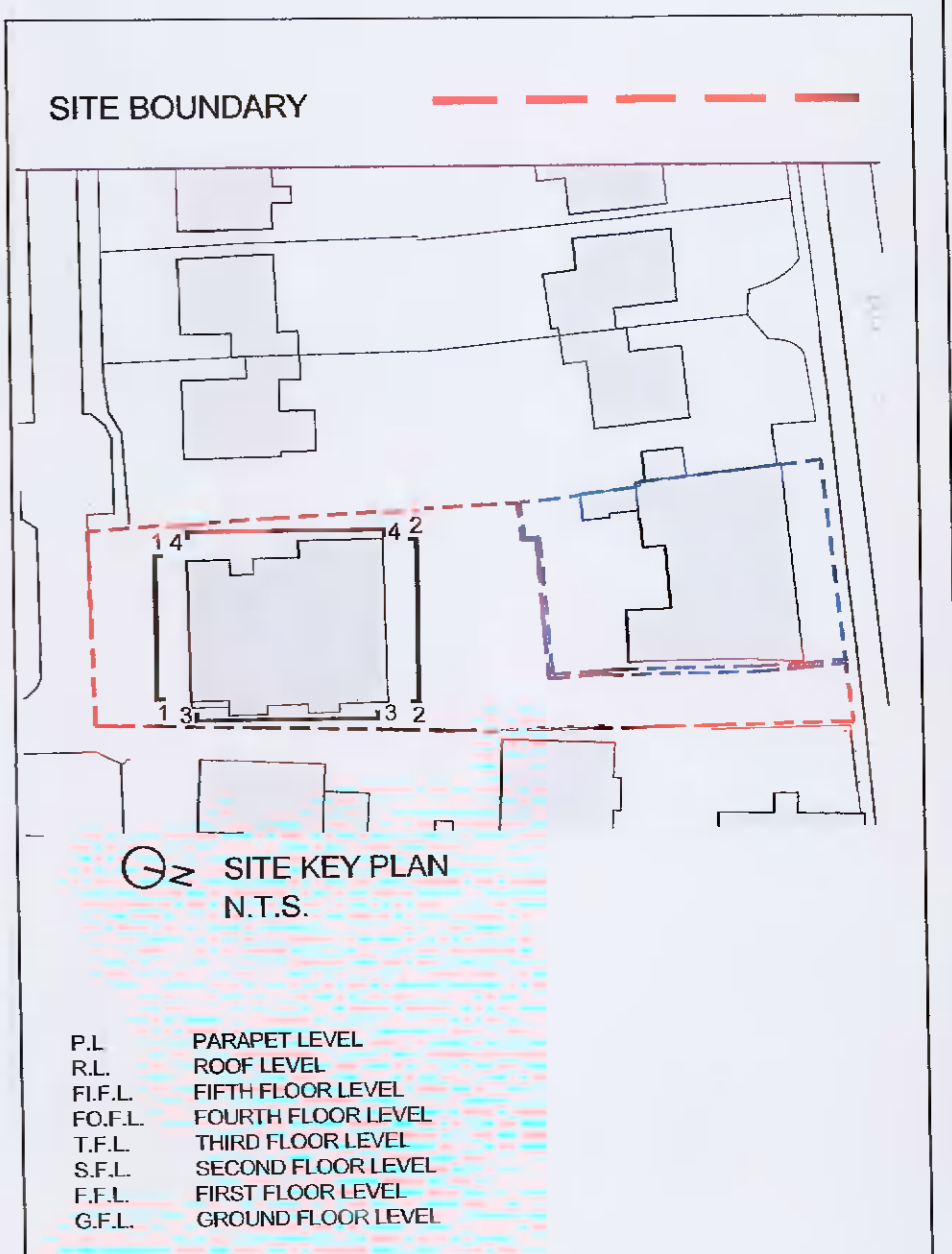 SITE BOUNDARY
1 4 4 2
1 3 3 2
N SITE KEY PLAN
N.T.S.
P.L PARAPET LEVEL
R.L. ROOF LEVEL
FI.F.L. FIFTH FLOOR LEVEL
FO.F.L. FOURTH FLOOR LEVEL
T.F.L. THIRD FLOOR LEVEL
S.F.L. SECOND FLOOR LEVEL
F.F.L. FIRST FLOOR LEVEL
G.F.L. GROUND FLOOR LEVEL